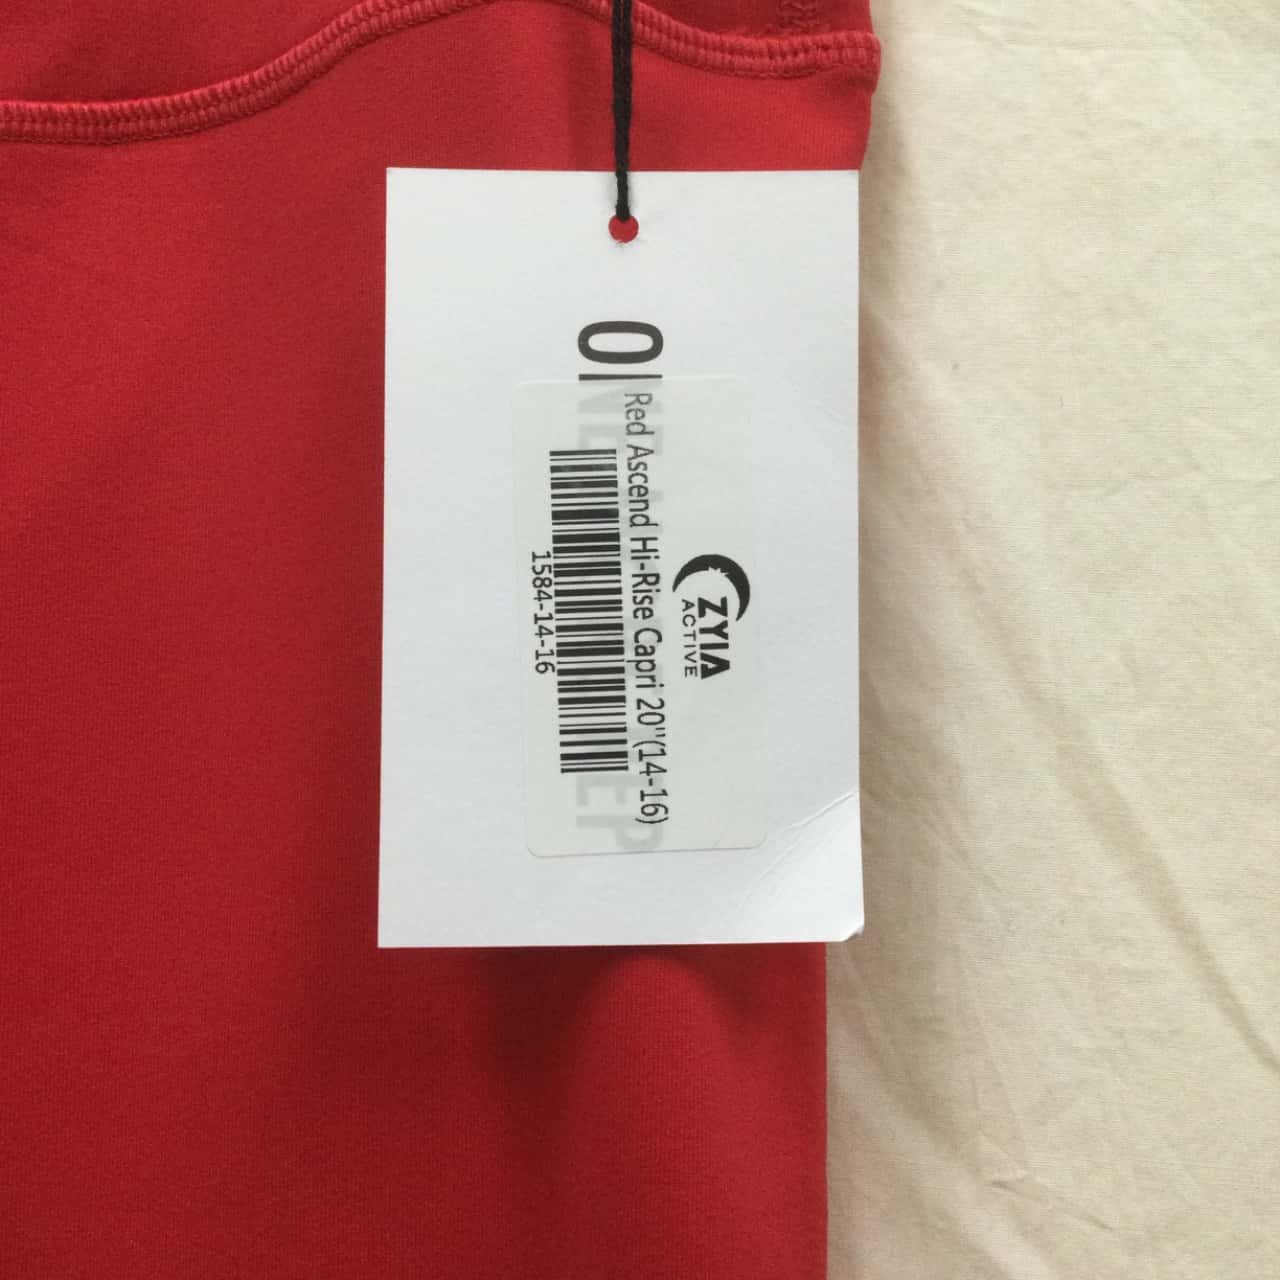 ZYIA
ACTIVE
Red Ascend Hi-Rise Capri 20"(14-16)
1584-14-16